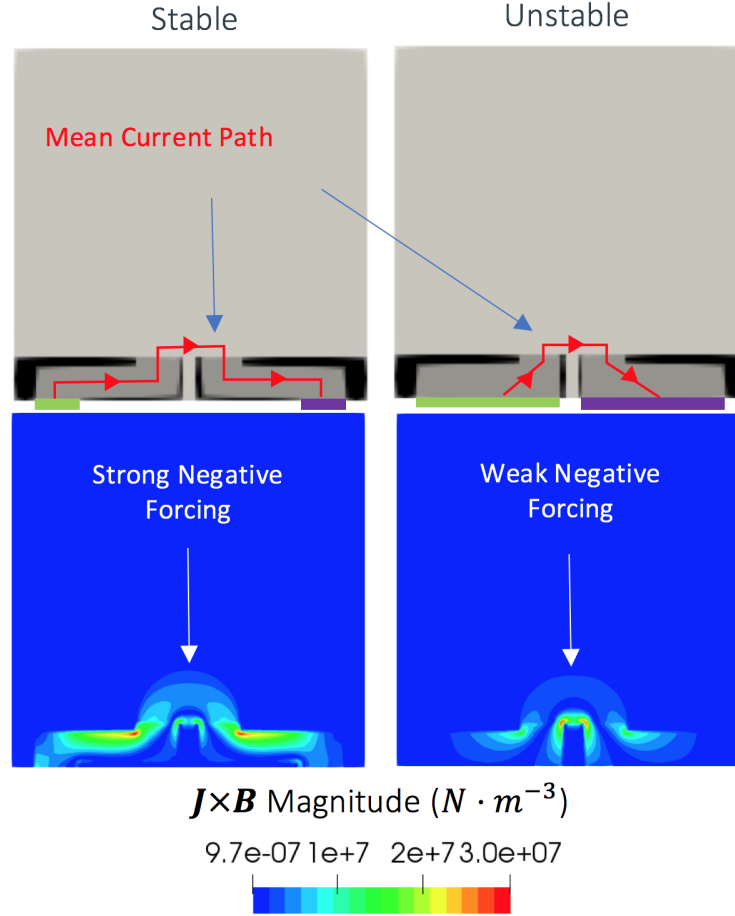 Stable
Unstable
Mean Current Path
Strong Negative
Forcing
Weak Negative
Forcing
J×B Magnitude (N · m⁻³)
9.7e-07 1e+7 2e+7 3.0e+07